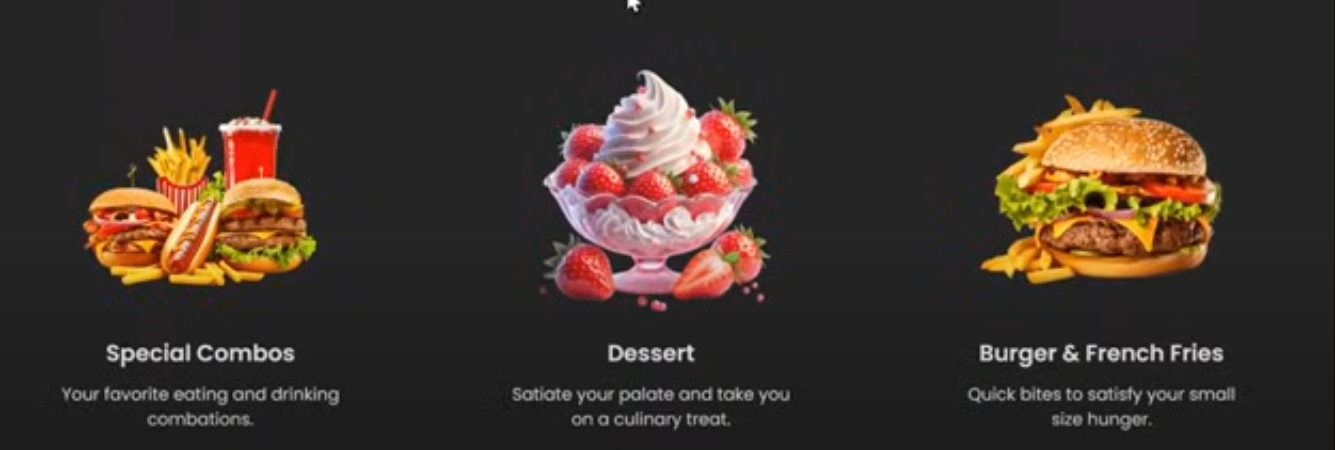 Special Combos
Your favorite eating and drinking
combations.
Dessert
Satiate your palate and take you
on a culinary treat.
Burger & French Fries
Quick bites to satisfy your small
size hunger.